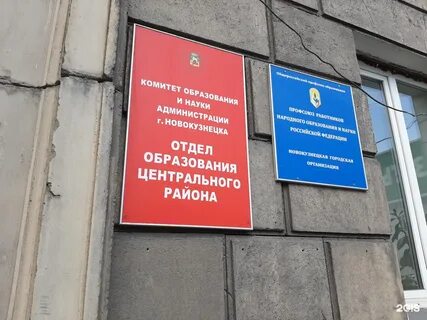 КОМИТЕТ ОБРАЗОВАНИЯ
И НАУКИ
АДМИНИСТРАЦИИ
г. НОВОКУЗНЕЦКА
ОТДЕЛ
ОБРАЗОВАНИЯ
ЦЕНТРАЛЬНОГО
РАЙОНА
ПРОФСОЮЗ РАБОТНИКОВ
НАРОДНОГО ОБРАЗОВАНИЯ И НАУКИ
РОССИЙСКОЙ ФЕДЕРАЦИИ
НОВОКУЗНЕЦКАЯ ГОРОДСКАЯ
ОРГАНИЗАЦИЯ